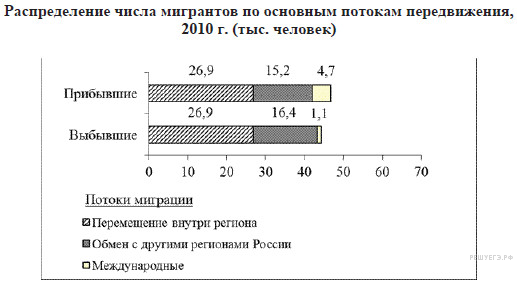 Распределение числа мигрантов по основным потокам передвижения,
2010 г. (тыс. человек)
26,9 15,2 4,7
Прибывшие
26,9 16,4 1,1
Выбывшие
0 10 20 30 40 50 60 70
Потоки миграции
Перемещение внутри региона
Обмен с другими регионами России
Международные
РЕШУЕГЭ.РФ